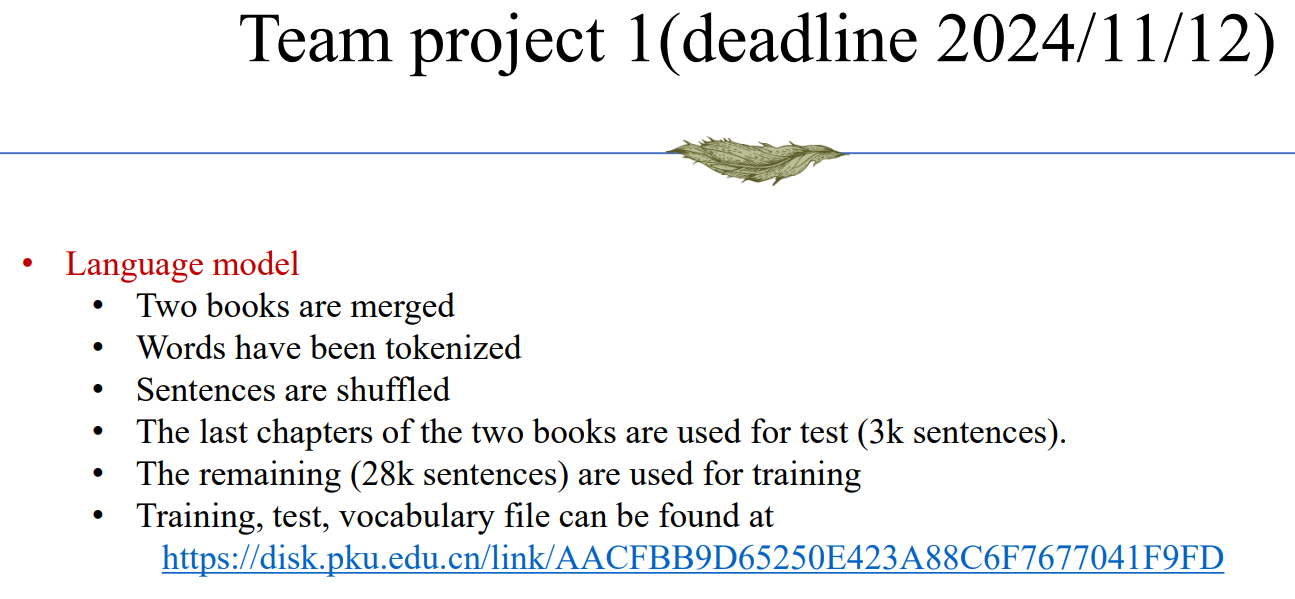 Team project 1(deadline 2024/11/12)
• Language model
• Two books are merged
• Words have been tokenized
• Sentences are shuffled
• The last chapters of the two books are used for test (3k sentences).
• The remaining (28k sentences) are used for training
• Training, test, vocabulary file can be found at
https://disk.pku.edu.cn/link/AACFBB9D65250E423A88C6F7677041F9FD